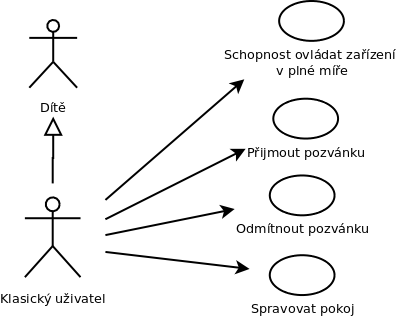 Schopnost ovládat zařízení
v plné míře
Dítě
Přijmout pozvánku
Odmítnout pozvánku
Klasický uživatel
Spravovat pokoj